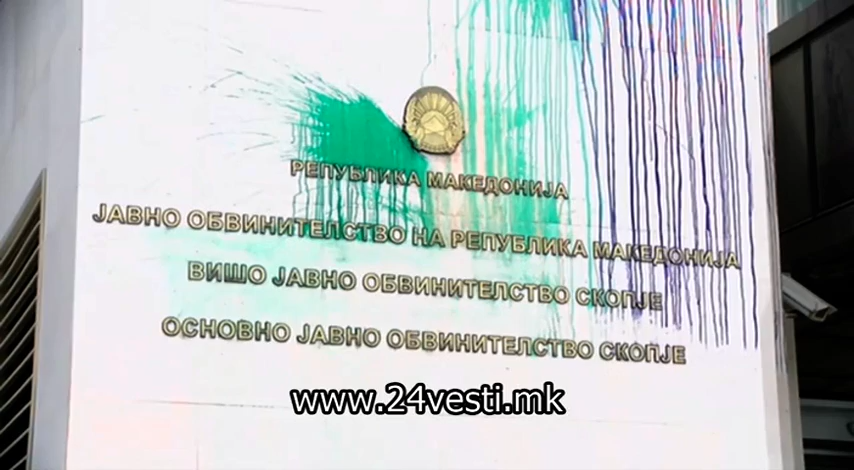 РЕПУБЛИКА МАКЕДОНИЈА
ЈАВНО ОБВИНИТЕЛСТВО НА РЕПУБЛИКА МАКЕДОНИЈА
ВИШО ЈАВНО ОБВИНИТЕЛСТВО СКОПЈЕ
ОСНОВНО ЈАВНО ОБВИНИТЕЛСТВО СКОПЈЕ
www.24vesti.mk